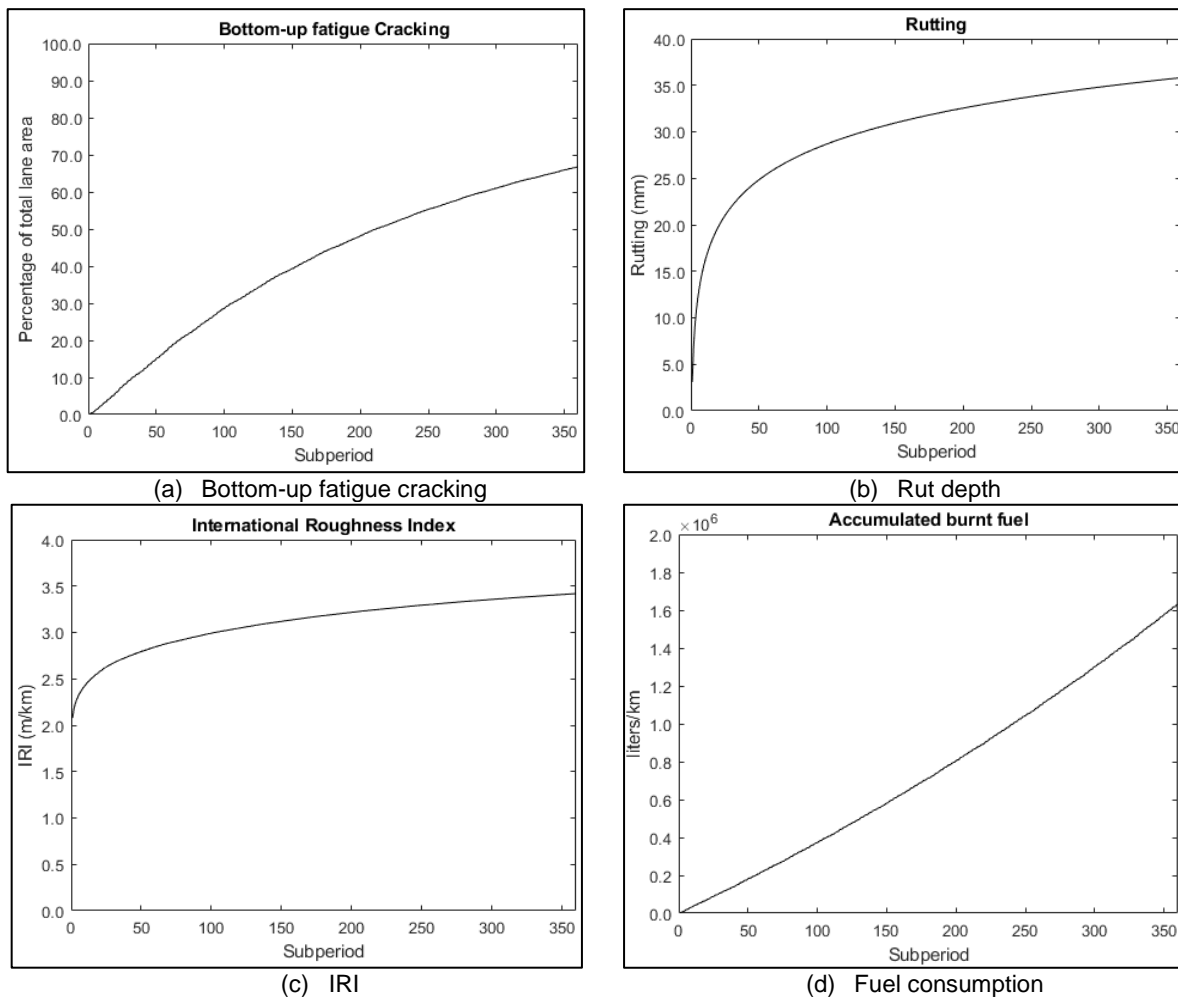 Bottom-up fatigue Cracking
100.0
90.0
80.0
70.0
60.0
50.0
40.0
30.0
20.0
10.0
0.0
Percentage of total lane area
0 50 100 150 200 250 300 350
Subperiod
(a) Bottom-up fatigue cracking
Rutting
40.0
35.0
30.0
25.0
20.0
15.0
10.0
5.0
0.0
Rutting (mm)
0 50 100 150 200 250 300 350
Subperiod
(b) Rut depth
International Roughness Index
4.0
3.5
3.0
2.5
2.0
1.5
1.0
0.5
0.0
IRI (m/km)
0 50 100 150 200 250 300 350
Subperiod
(c) IRI
Accumulated burnt fuel
×10⁶
2.0
1.8
1.6
1.4
1.2
1.0
0.8
0.6
0.4
0.2
0.0
liters/km
0 50 100 150 200 250 300 350
Subperiod
(d) Fuel consumption